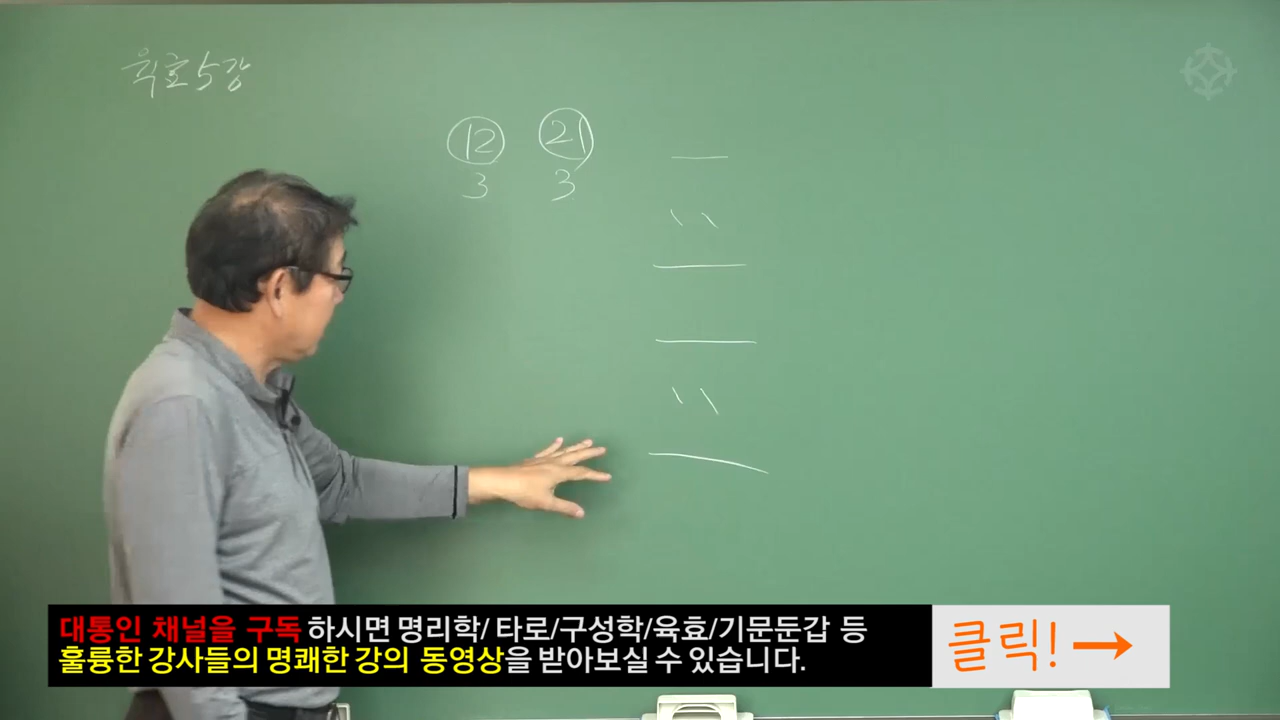 육효 5강
12 21
3 3
대통인 채널을 구독 하시면 명리학/ 타로/구성학/육효/기문둔갑 등
훌륭한 강사들의 명쾌한 강의 동영상을 받아보실 수 있습니다.
클릭!